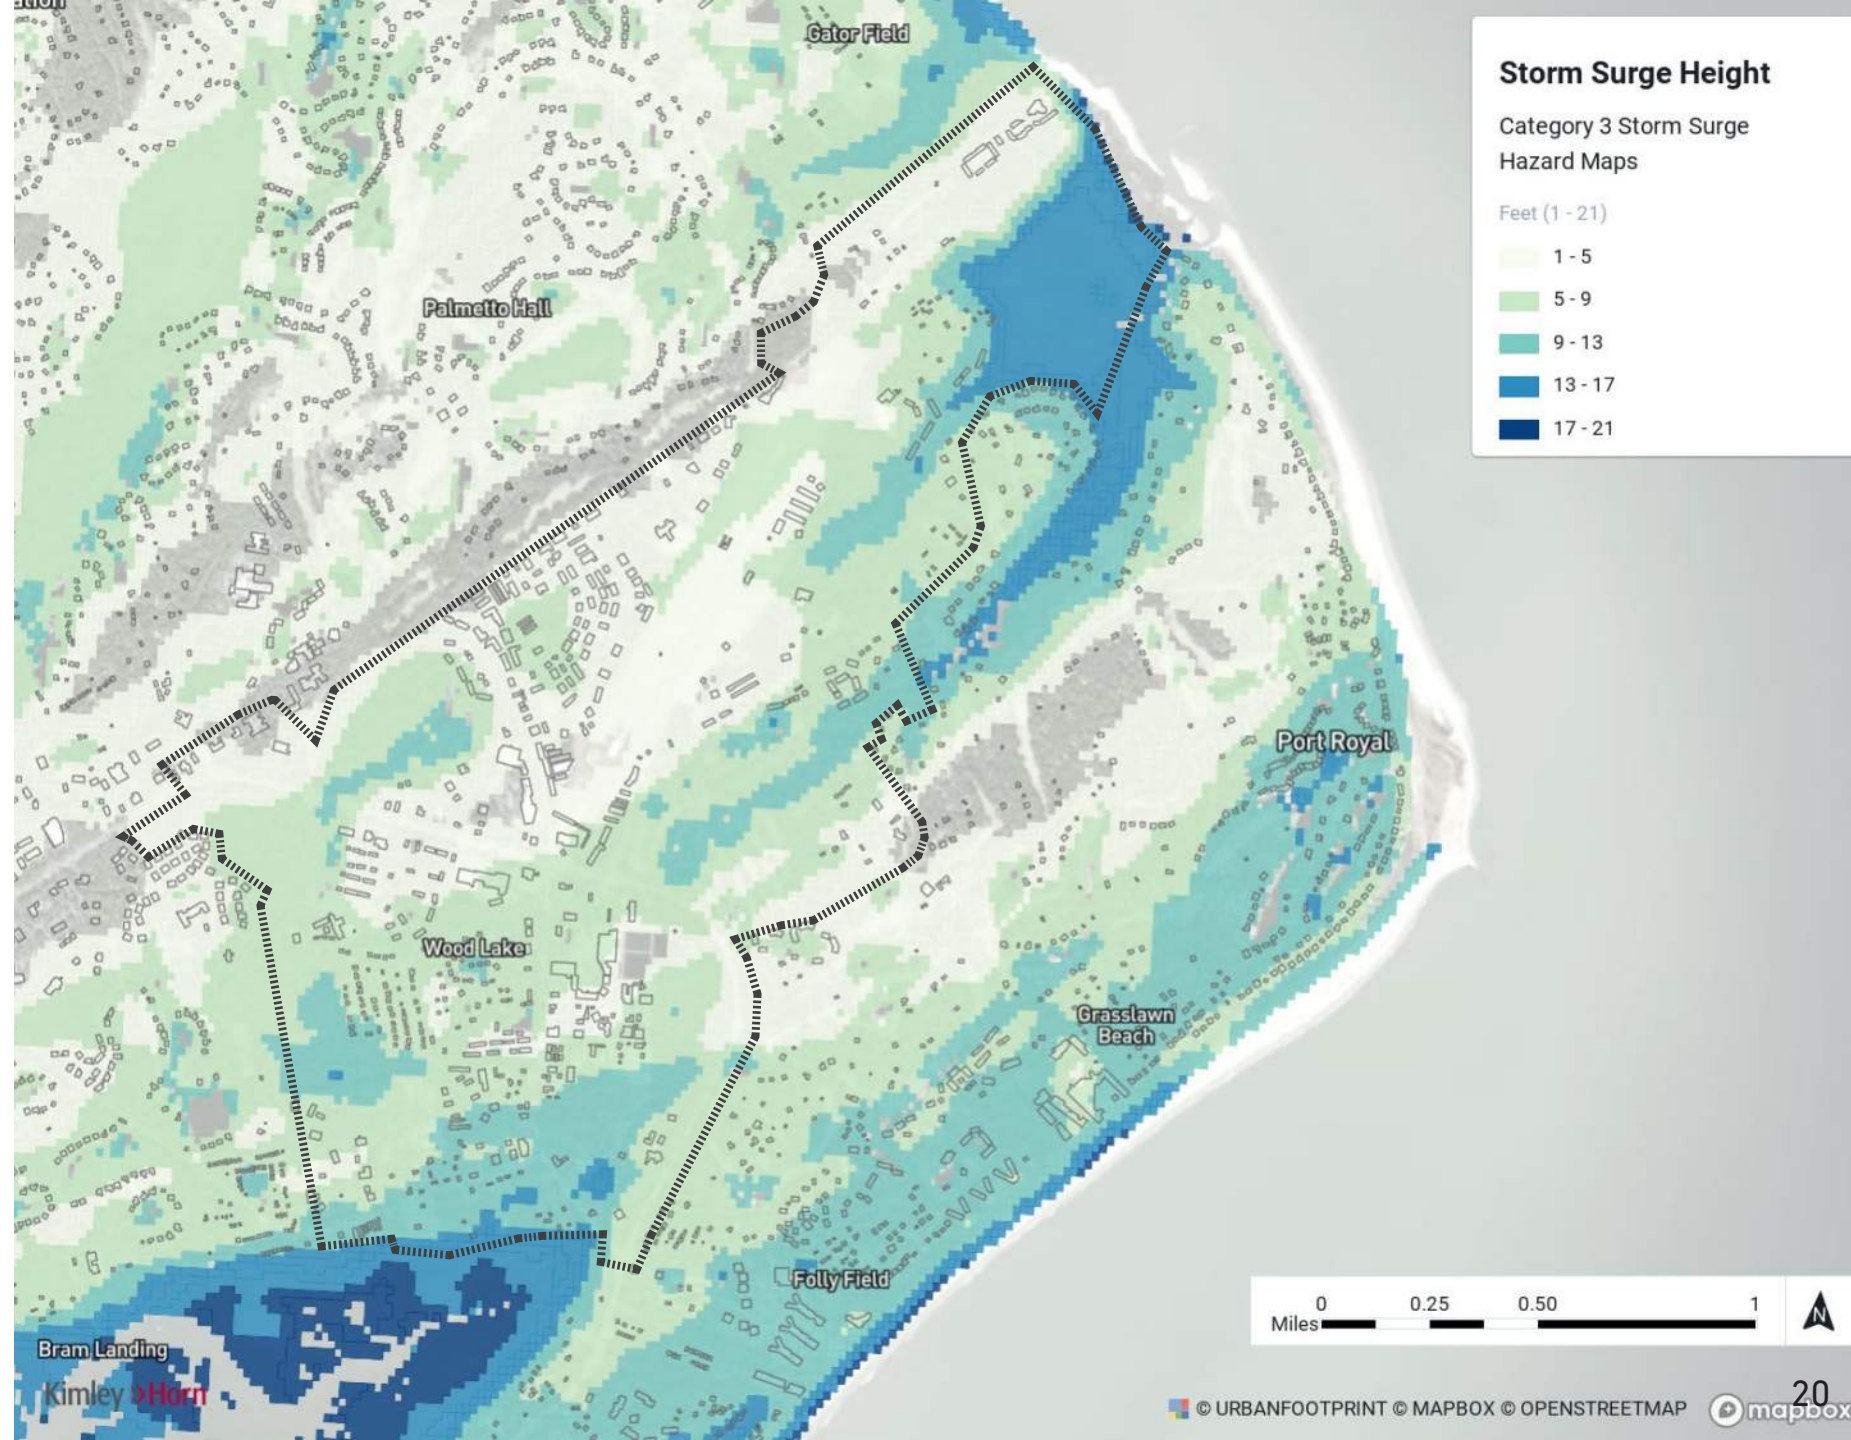 Gator Field
Storm Surge Height
Category 3 Storm Surge
Hazard Maps
Feet (1 - 21)
1 - 5
5 - 9
9 - 13
13 - 17
17 - 21
Palmetto Hall
Port Royal
Wood Lake
Grasslawn
Beach
Folly Field
Bram Landing
Kimley»Horn
0 0.25 0.50 1
Miles
N
© URBANFOOTPRINT © MAPBOX © OPENSTREETMAP
mapbox
20